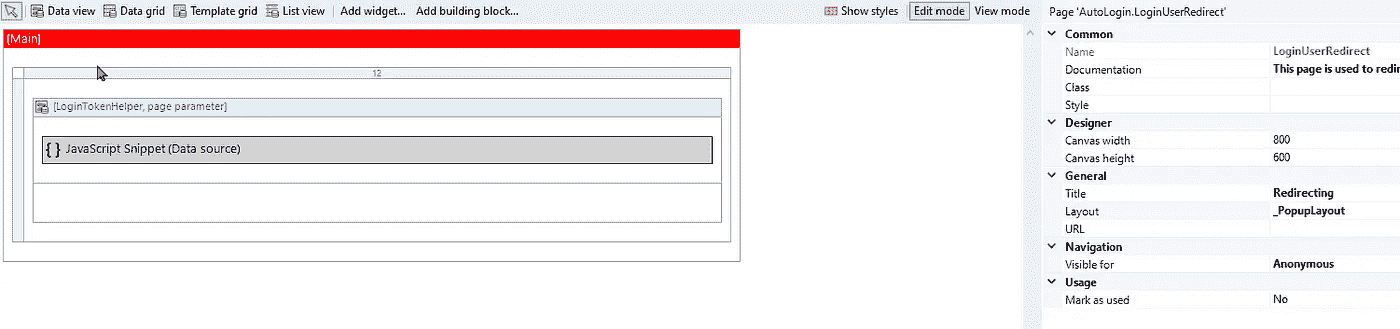 Data view Data grid Template grid List view Add widget... Add building block... Show styles Edit mode View mode
Page 'AutoLogin.LoginUserRedirect'
[Main]
12
[LoginTokenHelper, page parameter]
{ } JavaScript Snippet (Data source)
Common
Name LoginUserRedirect
Documentation This page is used to redir
Class
Style
Designer
Canvas width 800
Canvas height 600
General
Title Redirecting
Layout _PopupLayout
URL
Navigation
Visible for Anonymous
Usage
Mark as used No